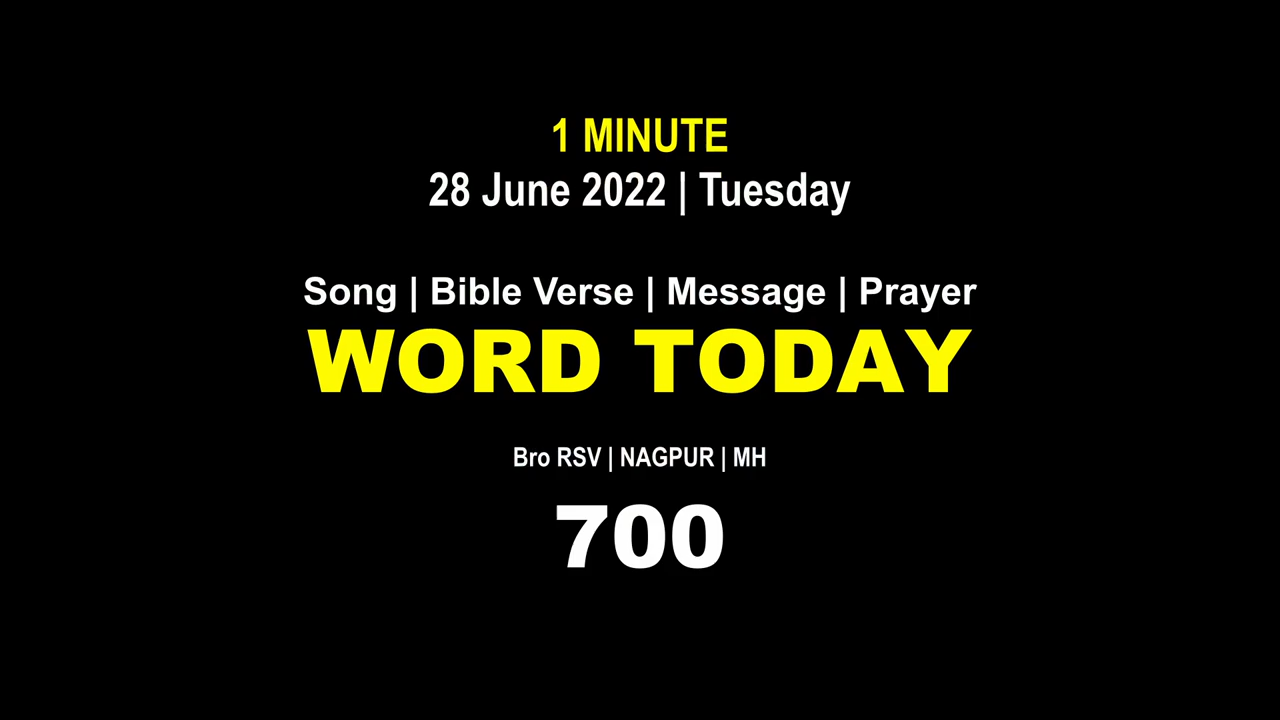 1 MINUTE
28 June 2022 | Tuesday
Song | Bible Verse | Message | Prayer
WORD TODAY
Bro RSV | NAGPUR | MH
700